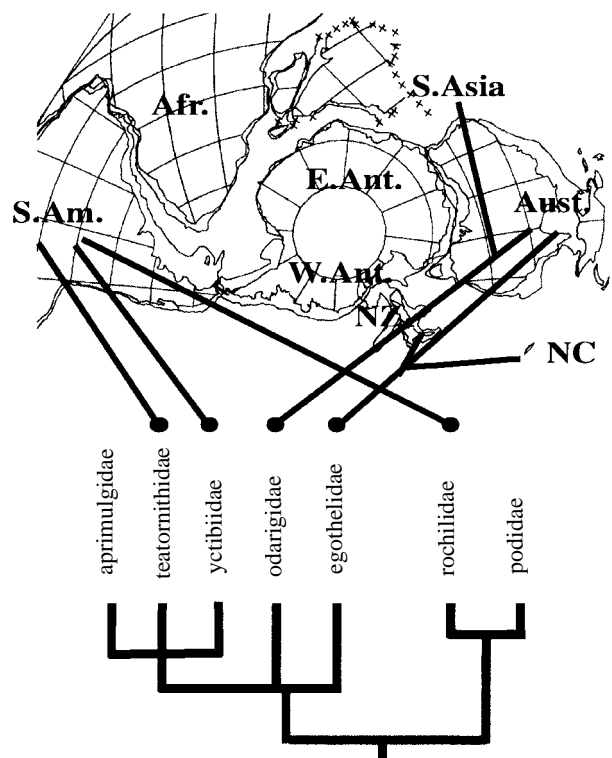 S.Asia
Afr.
E.Ant.
S.Am.
Aust.
W.Ant.
NZ
NC
aprimulgidae
teatornithidae
yctibiidae
odarigidae
egothelidae
rochilidae
podidae